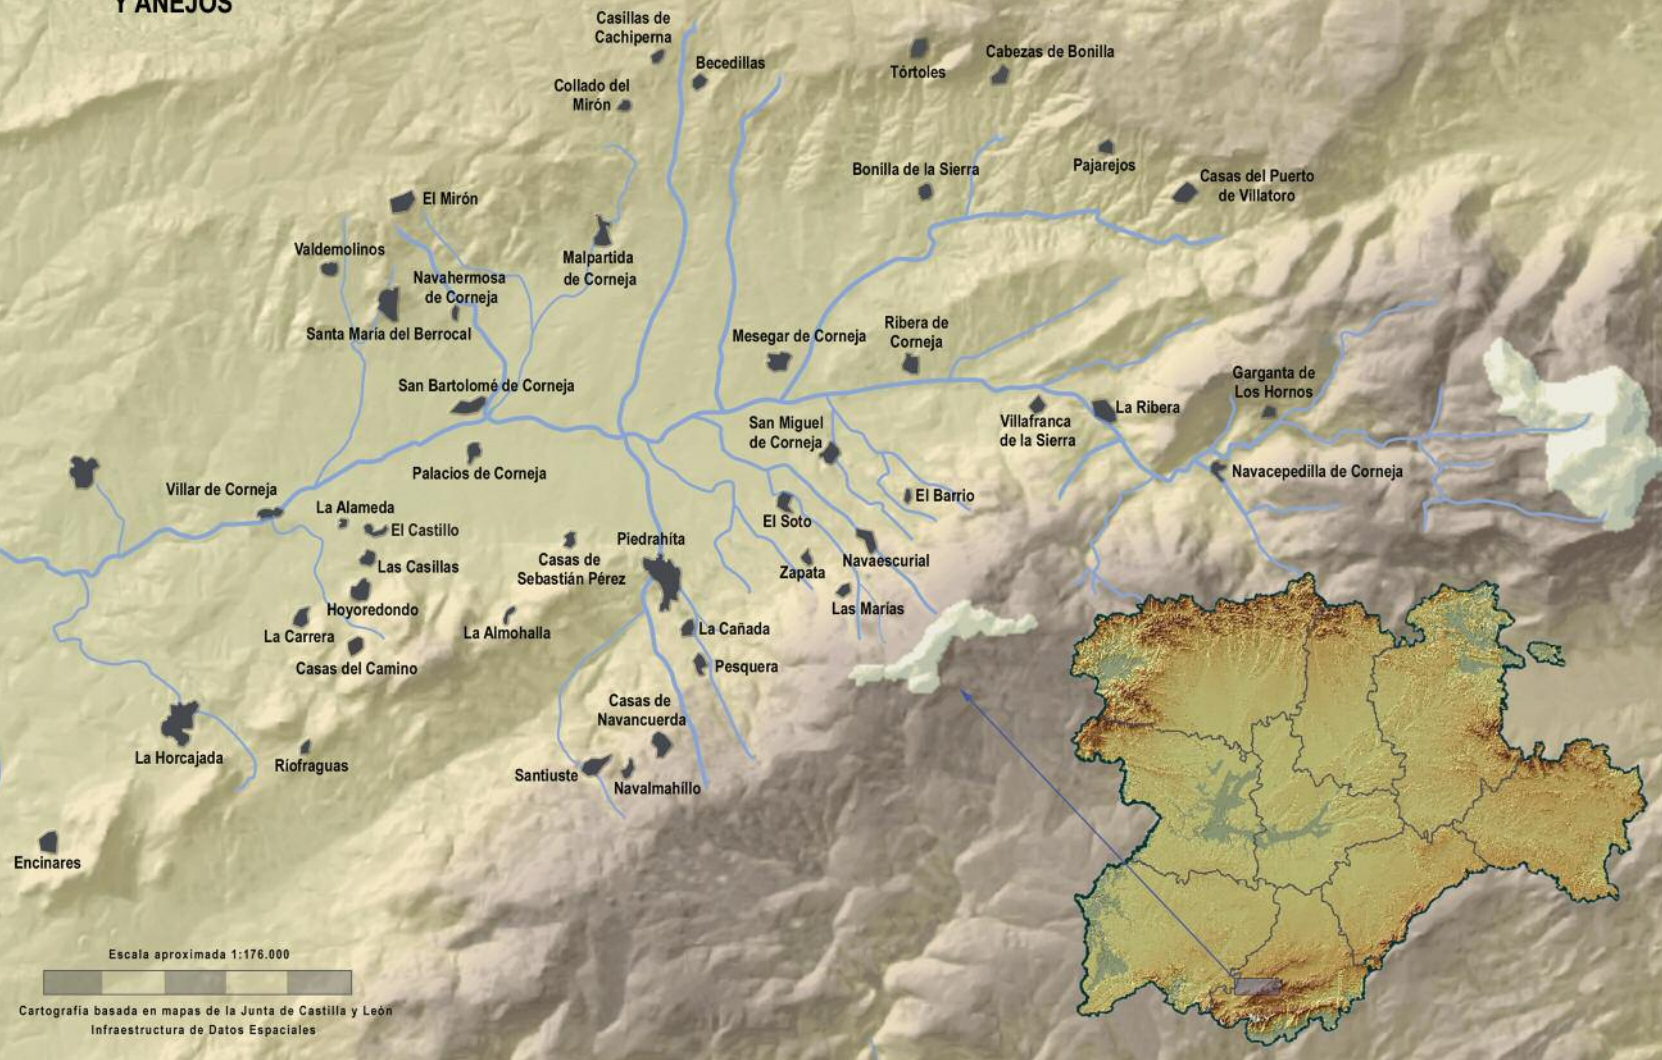 Y ANEJOS
Casillas de
Cachiperna
Becedillas
Collado del
Mirón
Tórtoles
Cabezas de Bonilla
Bonilla de la Sierra
Pajarejos
Casas del Puerto
de Villatoro
El Mirón
Valdemolinos
Navahermosa
de Corneja
Malpartida
de Corneja
Santa María del Berrocal
Mesegar de Corneja
Ribera de
Corneja
San Bartolomé de Corneja
Garganta de
Los Hornos
San Miguel
de Corneja
Villafranca
de la Sierra
La Ribera
Palacios de Corneja
Navacepedilla de Corneja
Villar de Corneja
La Alameda
El Castillo
El Barrio
El Soto
Piedrahíta
Casas de
Sebastián Pérez
Las Casillas
Zapata
Navaescurial
Hoyoredondo
Las Marías
La Carrera
La Almohalla
La Cañada
Casas del Camino
Pesquera
Casas de
Navancuerda
La Horcajada
Ríofraguas
Santiuste
Navalmahíllo
Encinares
Escala aproximada 1:176.000
Cartografía basada en mapas de la Junta de Castilla y León
Infraestructura de Datos Espaciales